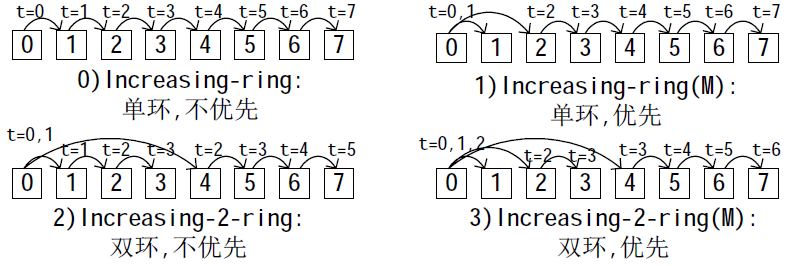 t=0 t=1 t=2 t=3 t=4 t=5 t=6 t=7
0 1 2 3 4 5 6 7
0)Increasing-ring:
单环,不优先
t=0,1 t=2 t=3 t=4 t=5 t=6 t=7
0 1 2 3 4 5 6 7
1)Increasing-ring(M):
单环,优先
t=0,1 t=1 t=2 t=3 t=2 t=3 t=4 t=5
0 1 2 3 4 5 6 7
2)Increasing-2-ring:
双环,不优先
t=0,1,2 t=2 t=3 t=3 t=4 t=5 t=6
0 1 2 3 4 5 6 7
3)Increasing-2-ring(M):
双环,优先